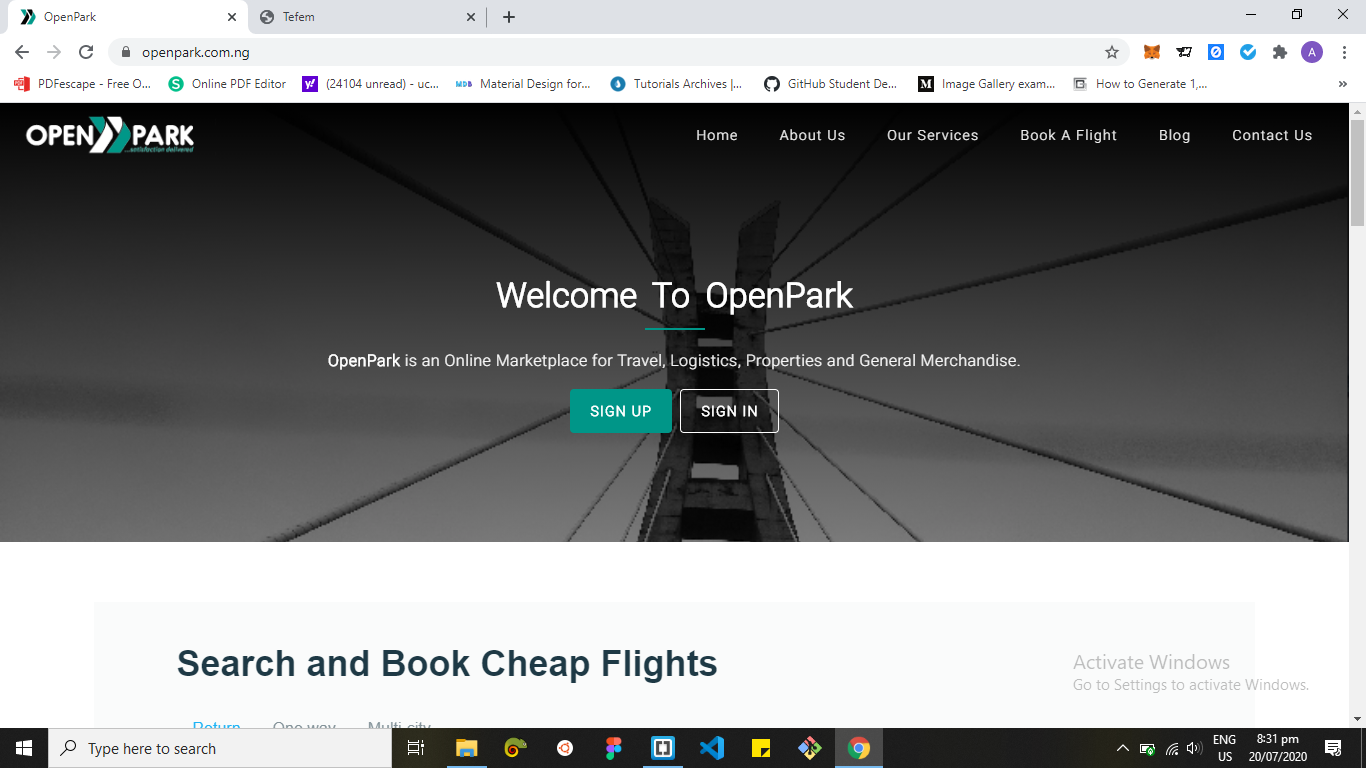 OpenPark
Tefem
openpark.com.ng
A
PDFescape - Free O...
Online PDF Editor
(24104 unread) - uc...
Material Design for...
Tutorials Archives |...
GitHub Student De...
Image Gallery exam...
How to Generate 1,...
OPEN PARK
...satisfaction delivered
Home
About Us
Our Services
Book A Flight
Blog
Contact Us
Welcome To OpenPark
OpenPark is an Online Marketplace for Travel, Logistics, Properties and General Merchandise.
SIGN UP
SIGN IN
Search and Book Cheap Flights
Return
One way
Multi-city
Activate Windows
Go to Settings to activate Windows.
Type here to search
ENG
US
8:31 pm
20/07/2020